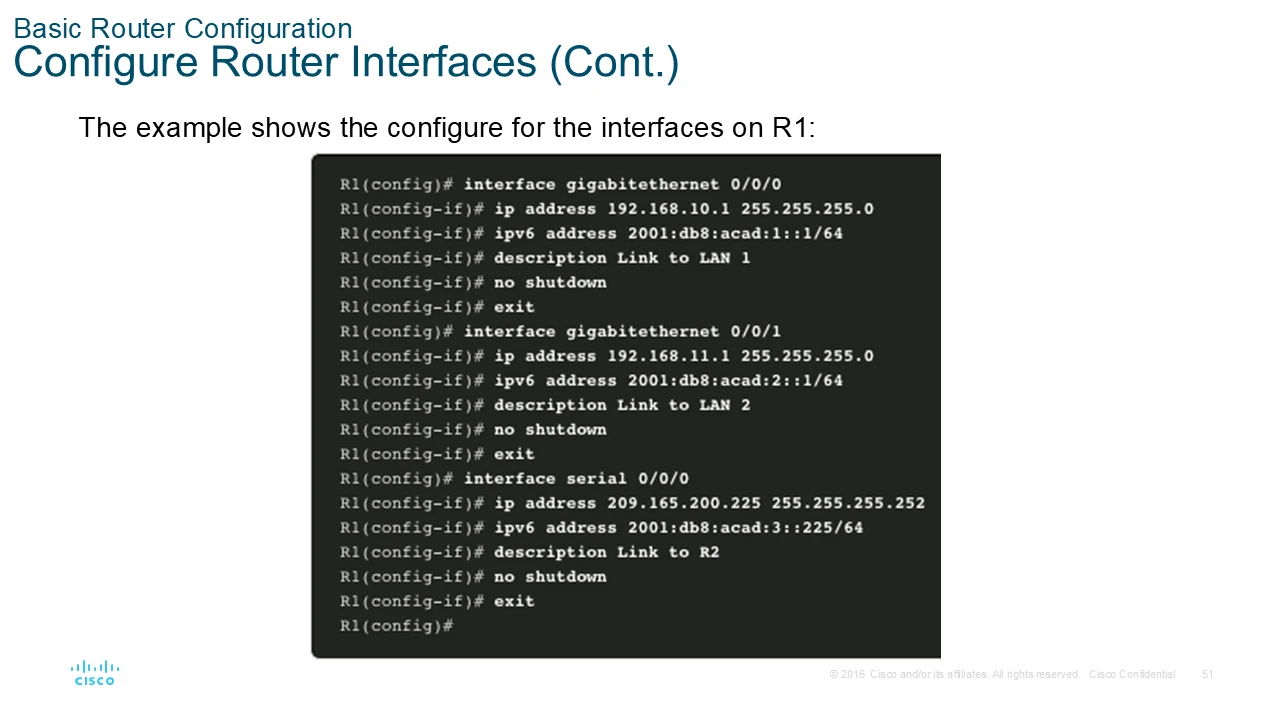 Basic Router Configuration
Configure Router Interfaces (Cont.)
The example shows the configure for the interfaces on R1:
R1(config)# interface gigabitethernet 0/0/0
R1(config-if)# ip address 192.168.10.1 255.255.255.0
R1(config-if)# ipv6 address 2001:db8:acad:1::1/64
R1(config-if)# description Link to LAN 1
R1(config-if)# no shutdown
R1(config-if)# exit
R1(config)# interface gigabitethernet 0/0/1
R1(config-if)# ip address 192.168.11.1 255.255.255.0
R1(config-if)# ipv6 address 2001:db8:acad:2::1/64
R1(config-if)# description Link to LAN 2
R1(config-if)# no shutdown
R1(config-if)# exit
R1(config)# interface serial 0/0/0
R1(config-if)# ip address 209.165.200.225 255.255.255.252
R1(config-if)# ipv6 address 2001:db8:acad:3::225/64
R1(config-if)# description Link to R2
R1(config-if)# no shutdown
R1(config-if)# exit
R1(config)#
CISCO
© 2016 Cisco and/or its affiliates. All rights reserved. Cisco Confidential 51